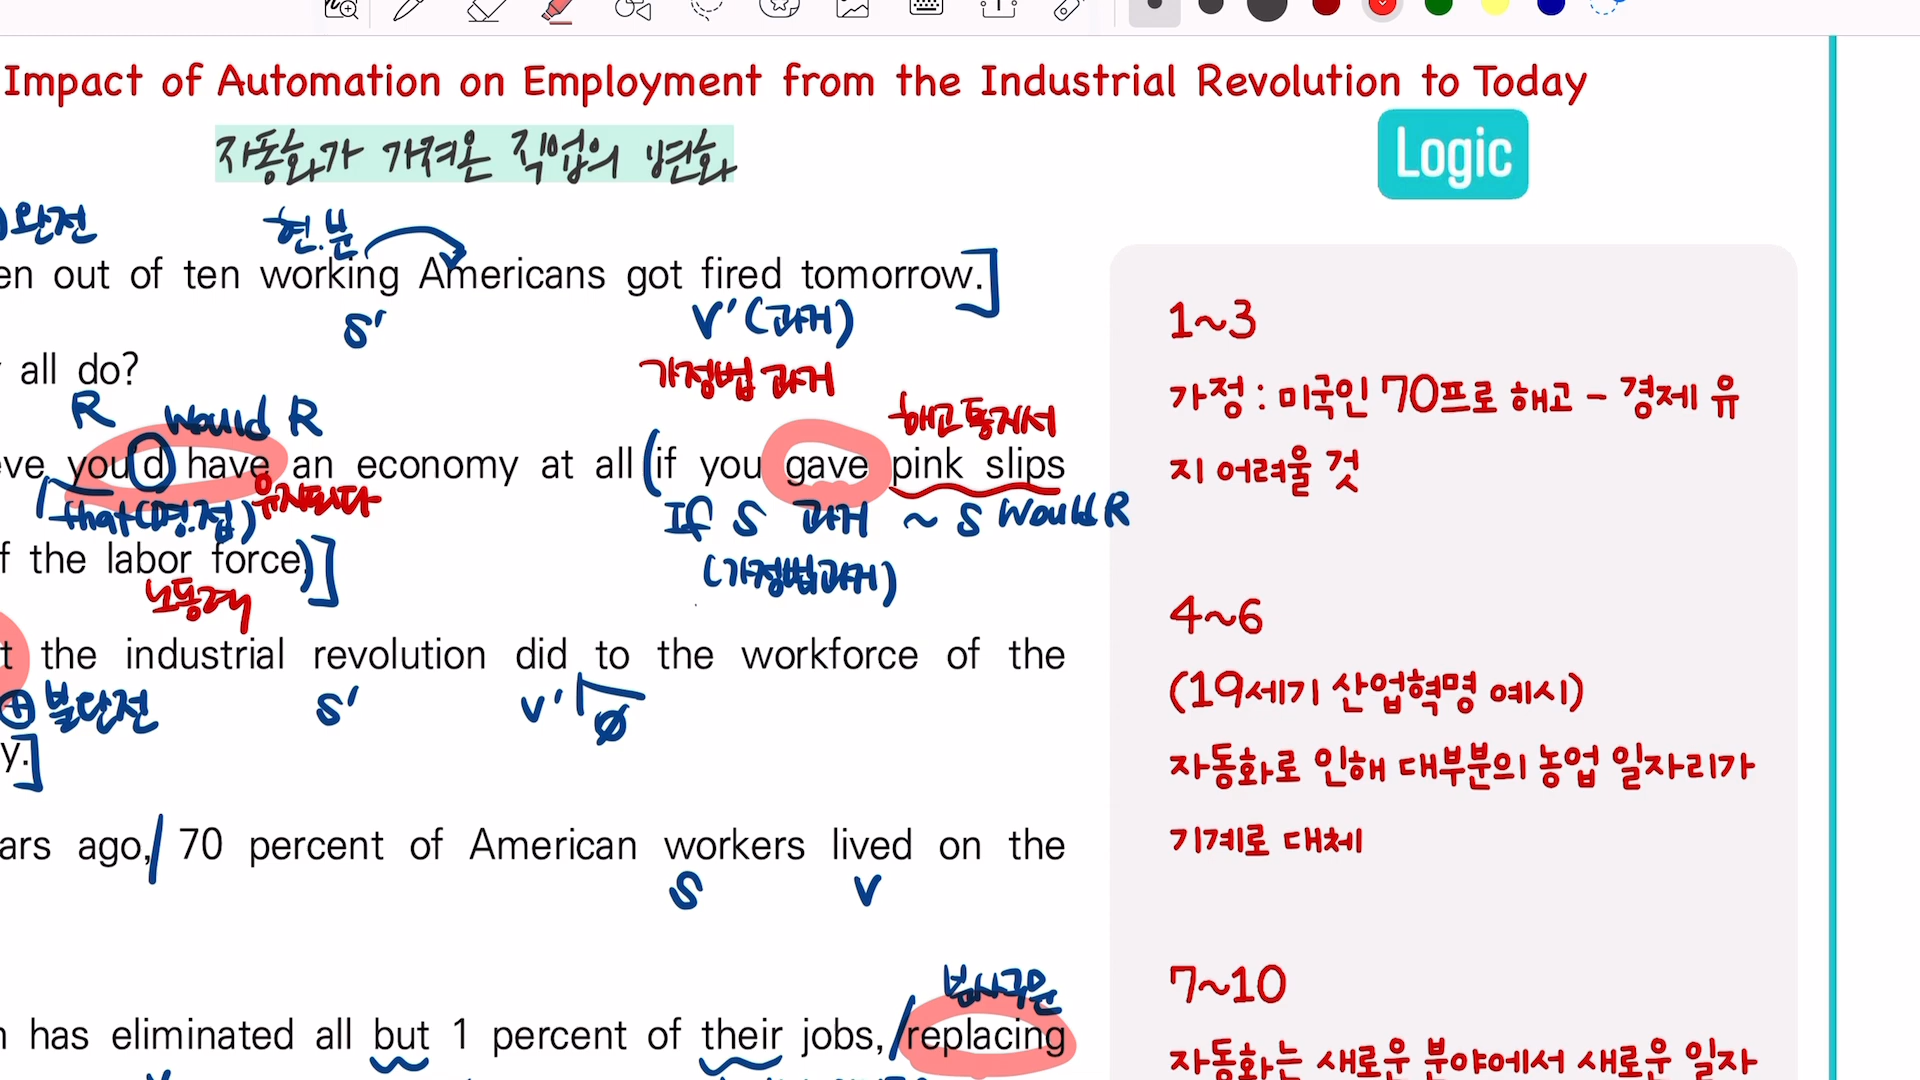 Impact of Automation on Employment from the Industrial Revolution to Today
자동화가 가져온 직업의 변화
Logic
완전
현.분
en out of ten working Americans got fired tomorrow.]
S'
V'(과거)
all do?
가정법 과거
R
would R
해고통지서
eve you'd have an economy at all (if you gave pink slips
that(명.접)
유지되다
If S 과거 ~ S would R
f the labor force.)]
(가정법과거)
노동력
t the industrial revolution did to the workforce of the
불완전
S'
V'
Ø
y.]
ars ago, / 70 percent of American workers lived on the
S
V
분사구문
n has eliminated all but 1 percent of their jobs, / replacing
1~3
가정 : 미국인 70프로 해고 - 경제 유
지 어려울 것
4~6
(19세기 산업혁명 예시)
자동화로 인해 대부분의 농업 일자리가
기계로 대체
7~10
자동화는 새로운 분야에서 새로운 일자